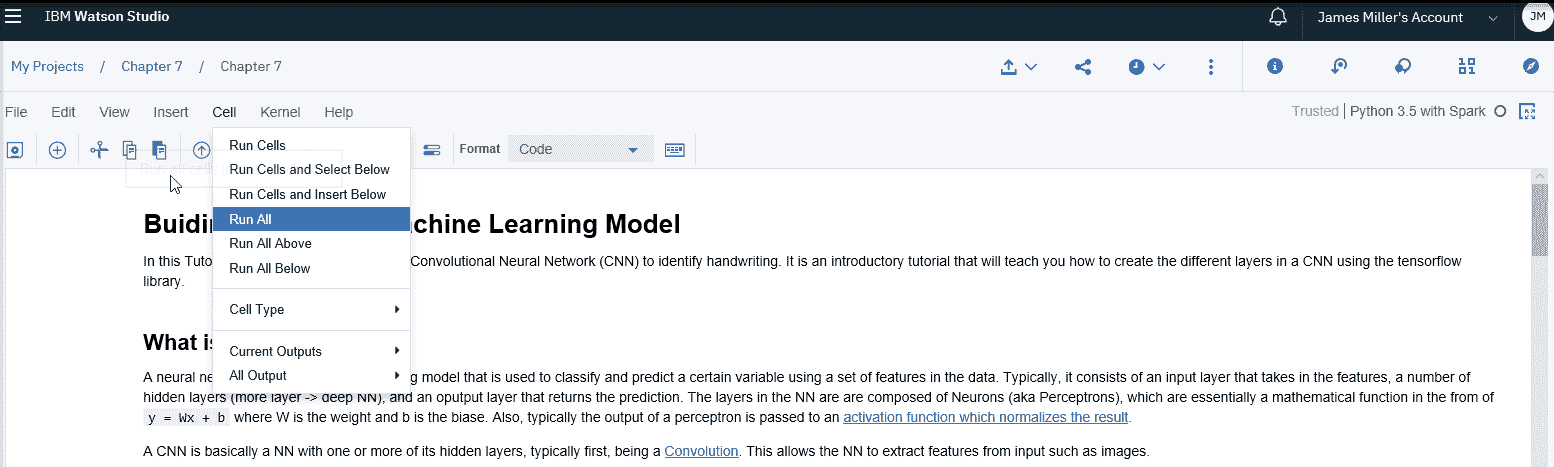 IBM Watson Studio
James Miller's Account
JM
My Projects / Chapter 7 / Chapter 7
File Edit View Insert Cell Kernel Help
Trusted | Python 3.5 with Spark
Format Code
Run Cells
Run Cells and Select Below
Run Cells and Insert Below
Run All
Run All Above
Run All Below
Cell Type
Current Outputs
All Output
Run all cells
Buidi chine Learning Model
In this Tuto Convolutional Neural Network (CNN) to identify handwriting. It is an introductory tutorial that will teach you how to create the different layers in a CNN using the tensorflow
library.
What is
A neural ne g model that is used to classify and predict a certain variable using a set of features in the data. Typically, it consists of an input layer that takes in the features, a number of
hidden layers (more layer -> deep NN), and an oputput layer that returns the prediction. The layers in the NN are are composed of Neurons (aka Perceptrons), which are essentially a mathematical function in the from of
y = Wx + b where W is the weight and b is the biase. Also, typically the output of a perceptron is passed to an activation function which normalizes the result.
A CNN is basically a NN with one or more of its hidden layers, typically first, being a Convolution. This allows the NN to extract features from input such as images.